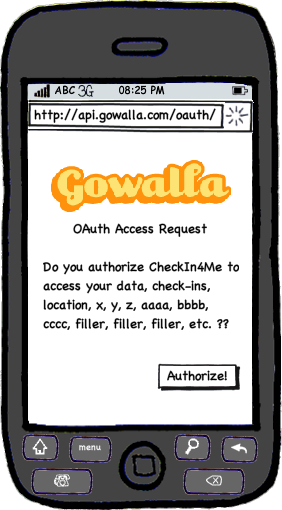 ABC 3G 08:25 PM
http://api.gowalla.com/oauth/
Gowalla
OAuth Access Request
Do you authorize CheckIn4Me to
access your data, check-ins,
location, x, y, z, aaaa, bbbb,
cccc, filler, filler, filler, etc. ??
Authorize!
menu